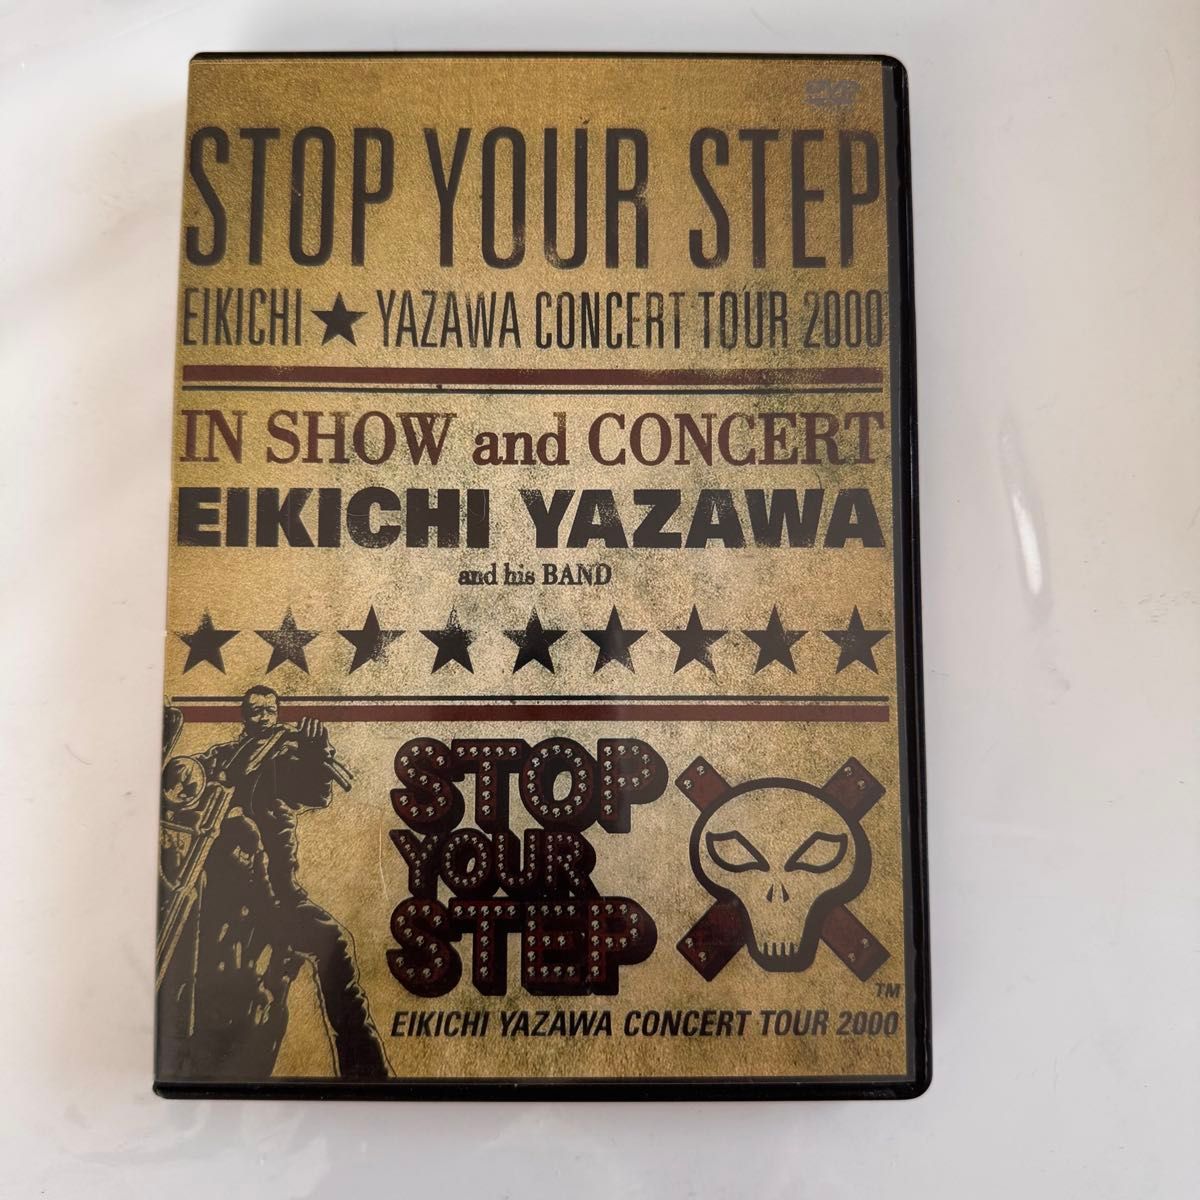 DVD
STOP YOUR STEP
EIKICHI★YAZAWA CONCERT TOUR 2000
IN SHOW and CONCERT
EIKICHI YAZAWA
and his BAND
STOP
YOUR
STEP
TM
EIKICHI YAZAWA CONCERT TOUR 2000